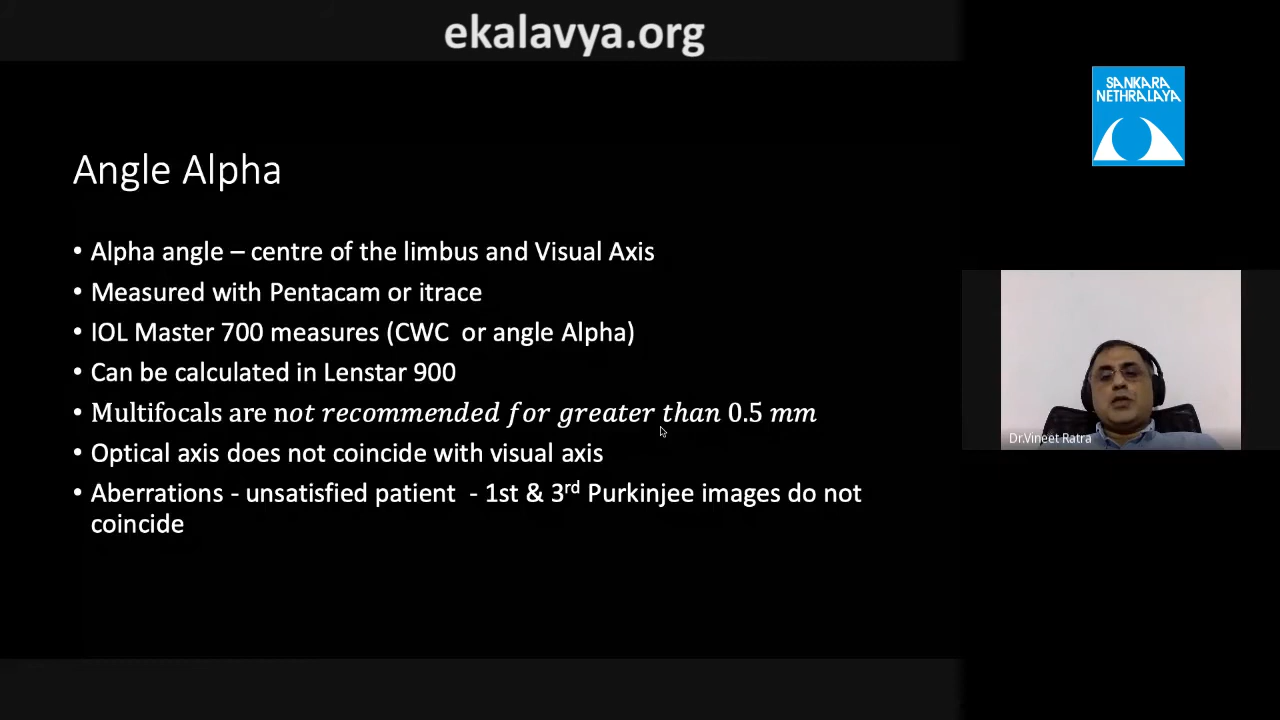 ekalavya.org
SANKARA
NETHRALAYA
Angle Alpha
• Alpha angle – centre of the limbus and Visual Axis
• Measured with Pentacam or itrace
• IOL Master 700 measures (CWC  or angle Alpha)
• Can be calculated in Lenstar 900
• Multifocals are not recommended for greater than 0.5 mm
• Optical axis does not coincide with visual axis
• Aberrations - unsatisfied patient  - 1st & 3rd Purkinjee images do not
coincide
Dr.Vineet Ratra